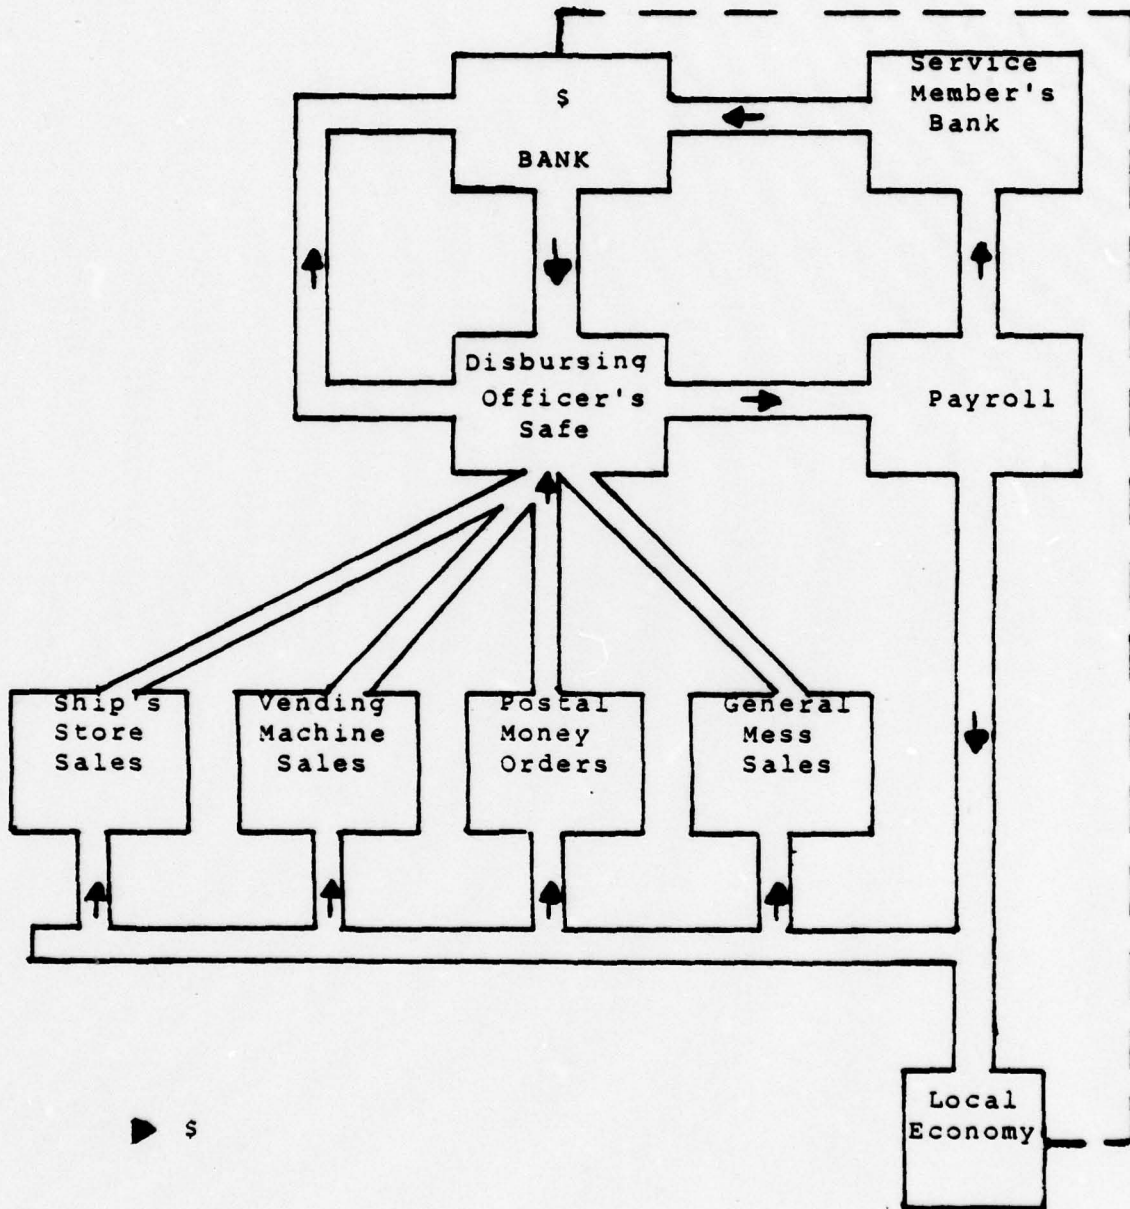 $
BANK
Service
Member's
Bank
Disbursing
Officer's
Safe
Payroll
Ship's
Store
Sales
Vending
Machine
Sales
Postal
Money
Orders
General
Mess
Sales
Local
Economy
$